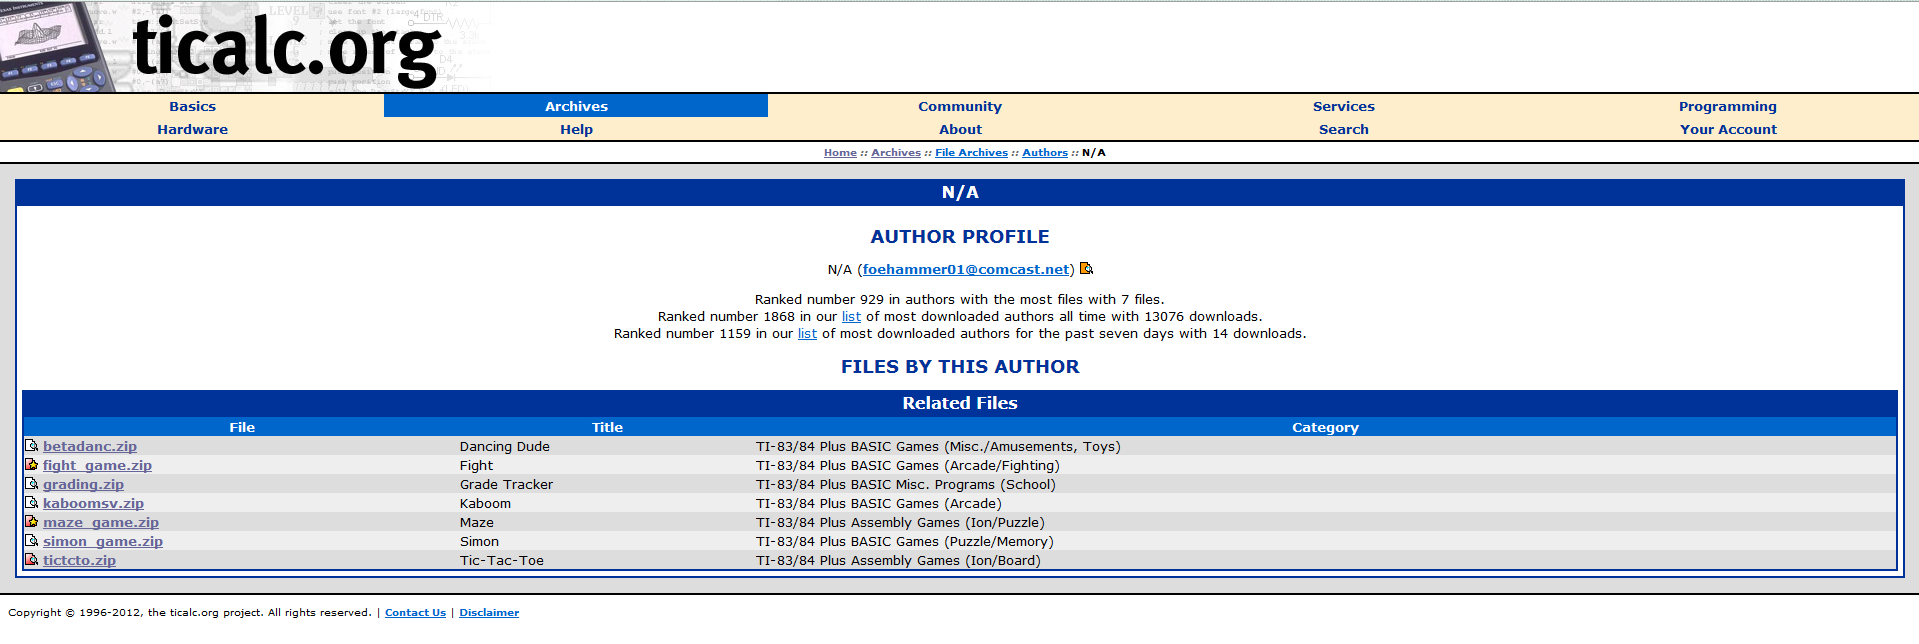 ticalc.org
Basics Archives Community Services Programming
Hardware Help About Search Your Account
Home :: Archives :: File Archives :: Authors :: N/A
N/A
AUTHOR PROFILE
N/A (foehammer01@comcast.net)
Ranked number 929 in authors with the most files with 7 files.
Ranked number 1868 in our list of most downloaded authors all time with 13076 downloads.
Ranked number 1159 in our list of most downloaded authors for the past seven days with 14 downloads.
FILES BY THIS AUTHOR
Related Files
File Title Category
betadanc.zip Dancing Dude TI-83/84 Plus BASIC Games (Misc./Amusements, Toys)
fight_game.zip Fight TI-83/84 Plus BASIC Games (Arcade/Fighting)
grading.zip Grade Tracker TI-83/84 Plus BASIC Misc. Programs (School)
kaboomsv.zip Kaboom TI-83/84 Plus BASIC Games (Arcade)
maze_game.zip Maze TI-83/84 Plus Assembly Games (Ion/Puzzle)
simon_game.zip Simon TI-83/84 Plus BASIC Games (Puzzle/Memory)
tictcto.zip Tic-Tac-Toe TI-83/84 Plus Assembly Games (Ion/Board)
Copyright © 1996-2012, the ticalc.org project. All rights reserved. | Contact Us | Disclaimer